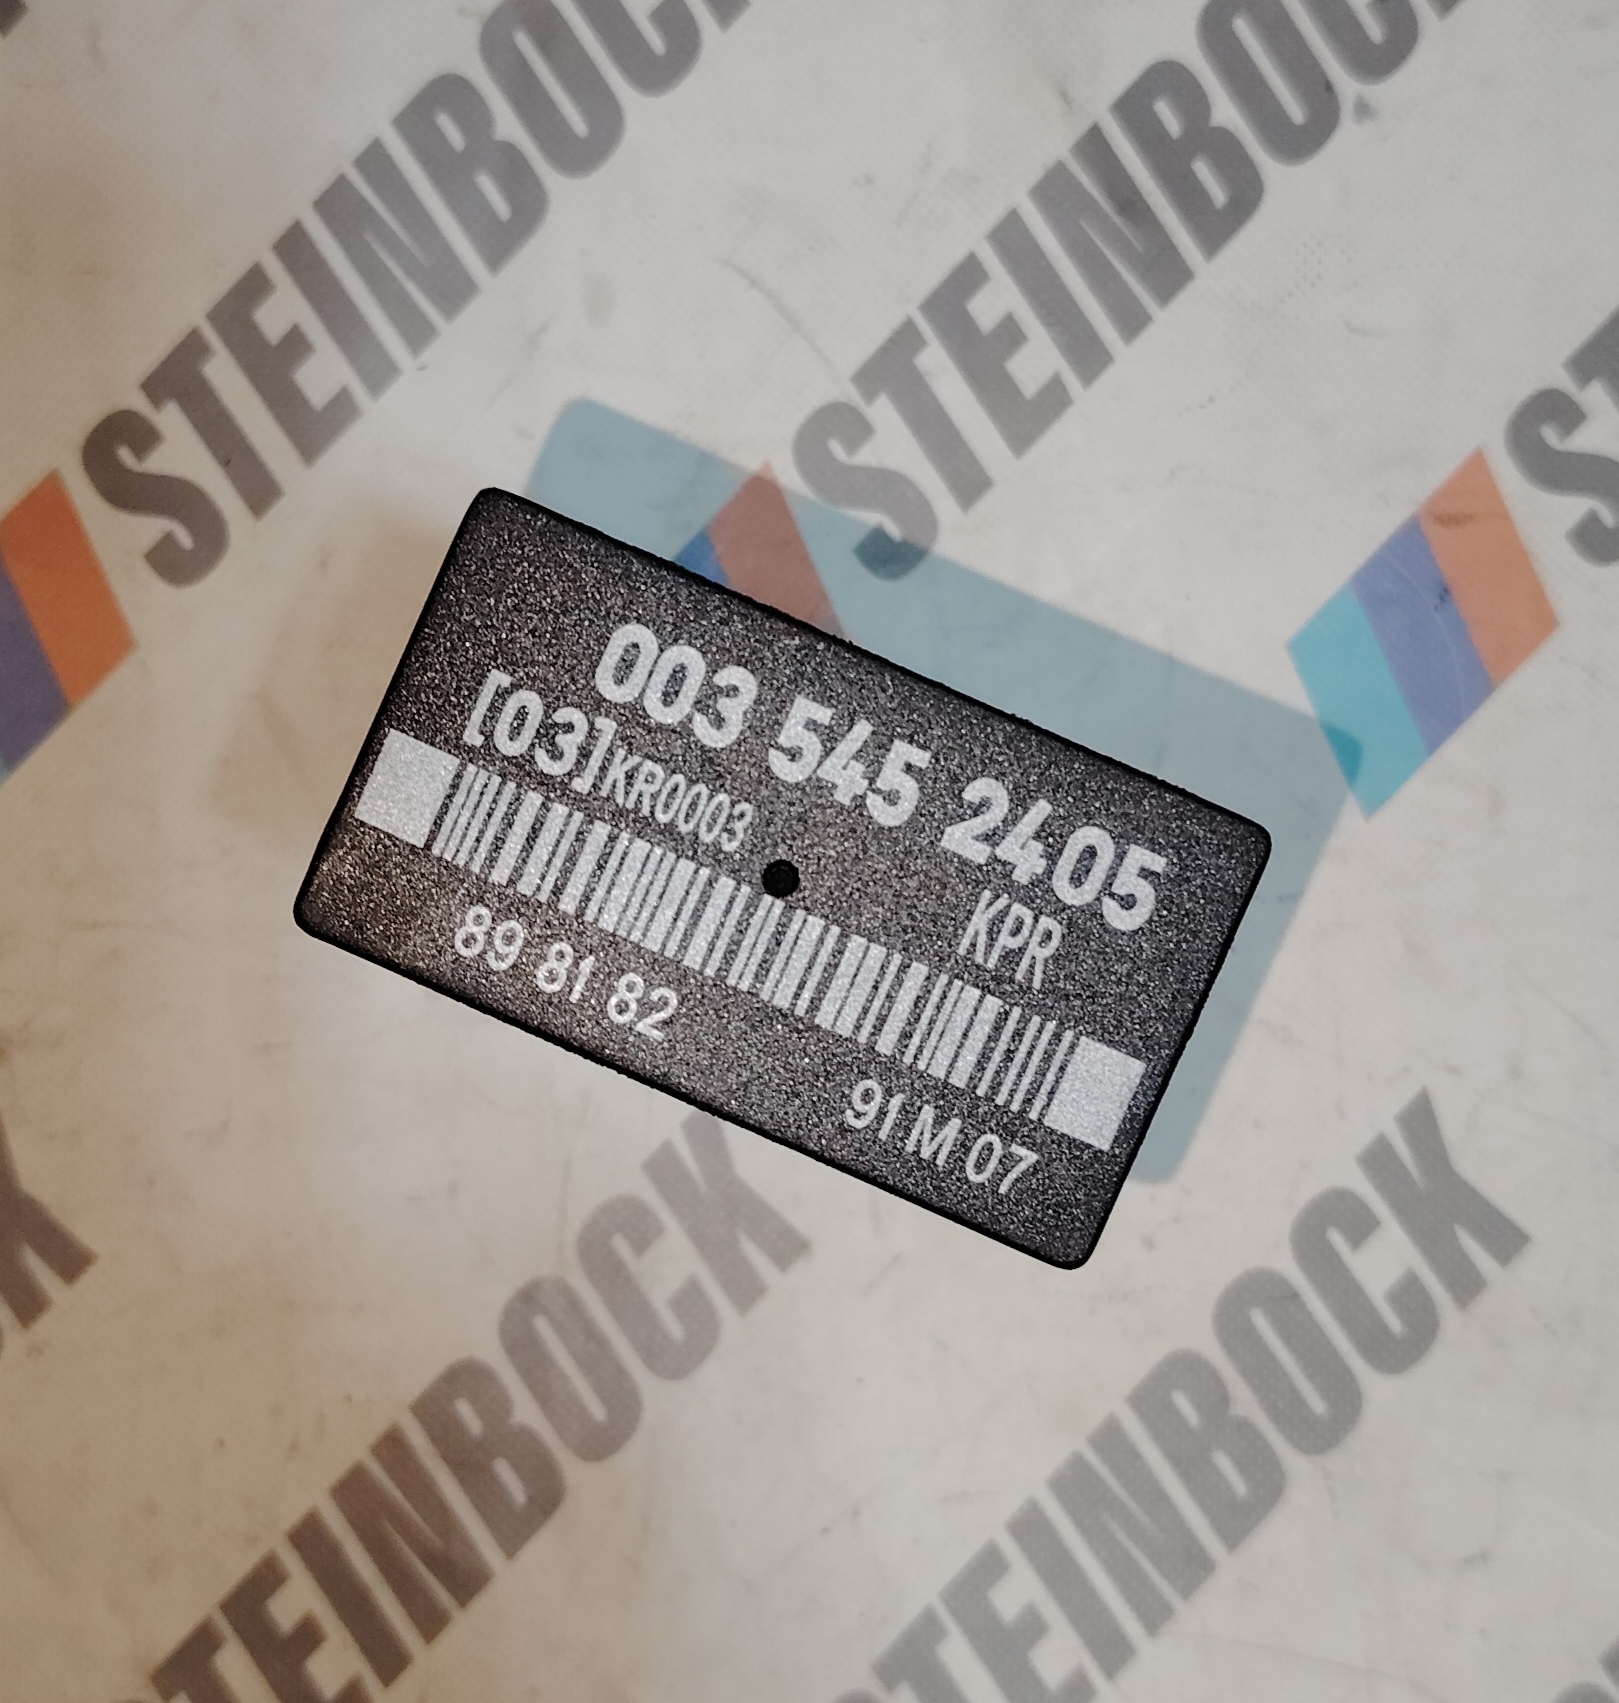 STEINBOCK
STEINBOCK
003 545 2405
[03]KR0003
KPR
89 81 82
91 M 07
STEINBOCK
STEINBOCK